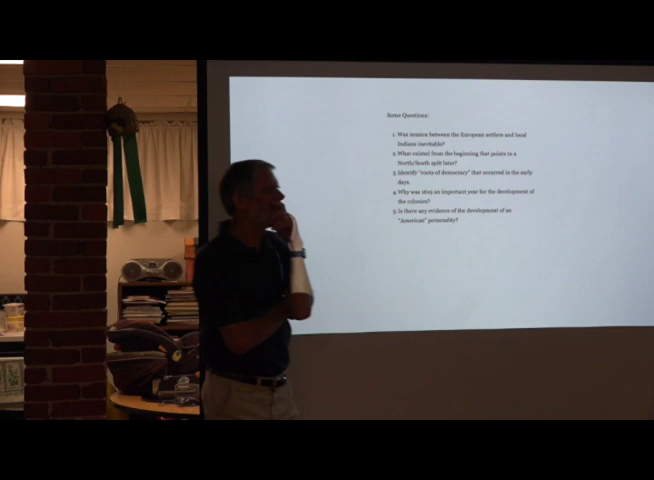 Some Questions:
1. Was tension between the European settlers and local
Indians inevitable?
2. What existed from the beginning that points to a
North/South split later?
3. Identify "roots of democracy" that occurred in the early
days.
4. Why was 1619 an important year for the development of
the colonies?
5. Is there any evidence of the development of an
"American" personality?